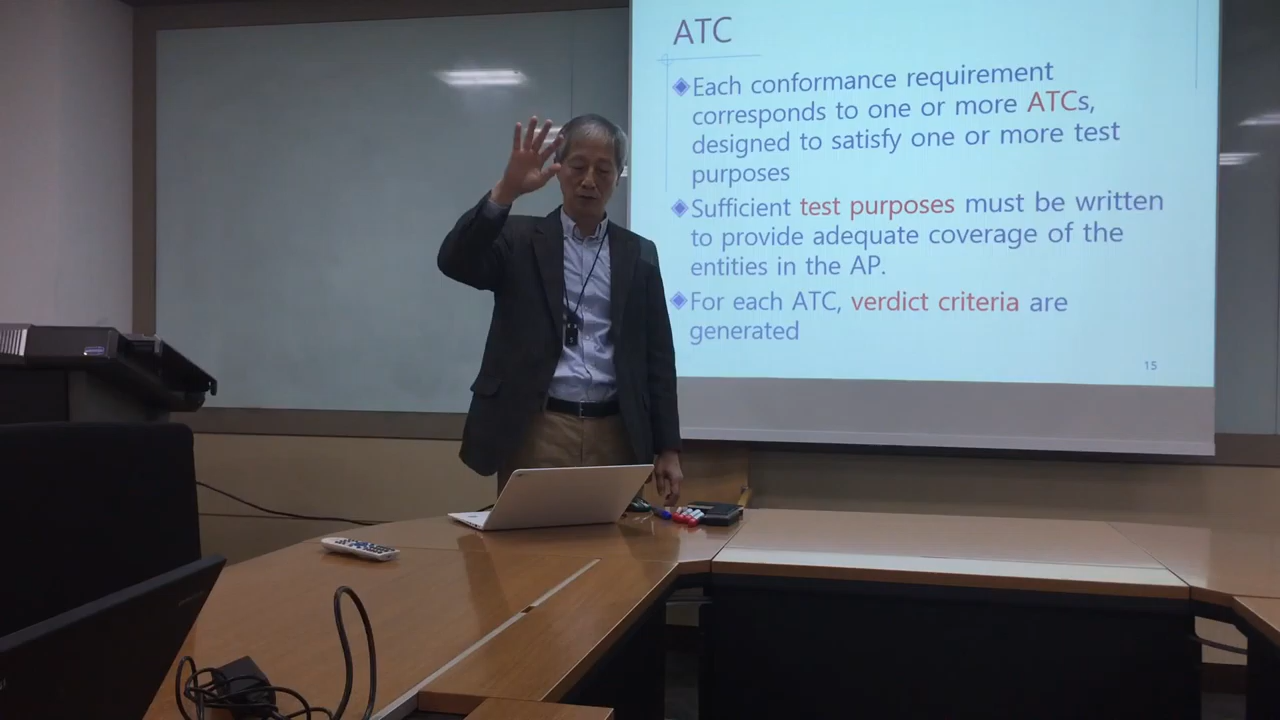 ATC
Each conformance requirement
corresponds to one or more ATCs,
designed to satisfy one or more test
purposes
Sufficient test purposes must be written
to provide adequate coverage of the
entities in the AP.
For each ATC, verdict criteria are
generated
15